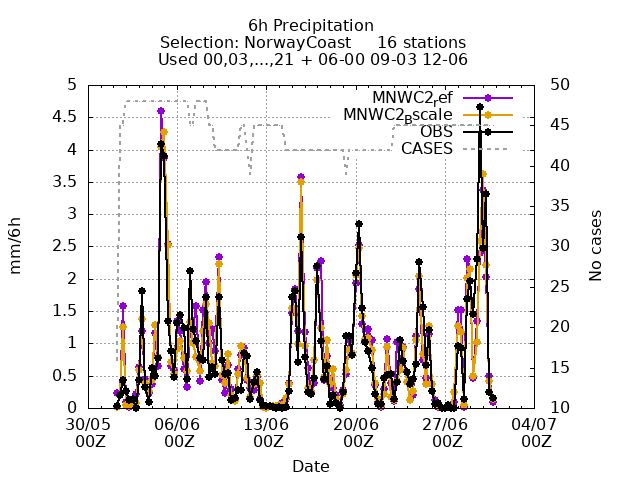 6h Precipitation
Selection: NorwayCoast 16 stations
Used 00,03,...,21 + 06-00 09-03 12-06
mm/6h
5
4.5
4
3.5
3
2.5
2
1.5
1
0.5
0
50
45
40
35
30
25
20
15
10
No cases
MNWC2ref
MNWC2Bscale
OBS
CASES
30/05 06/06 13/06 20/06 27/06 04/07
00Z 00Z 00Z 00Z 00Z 00Z
Date